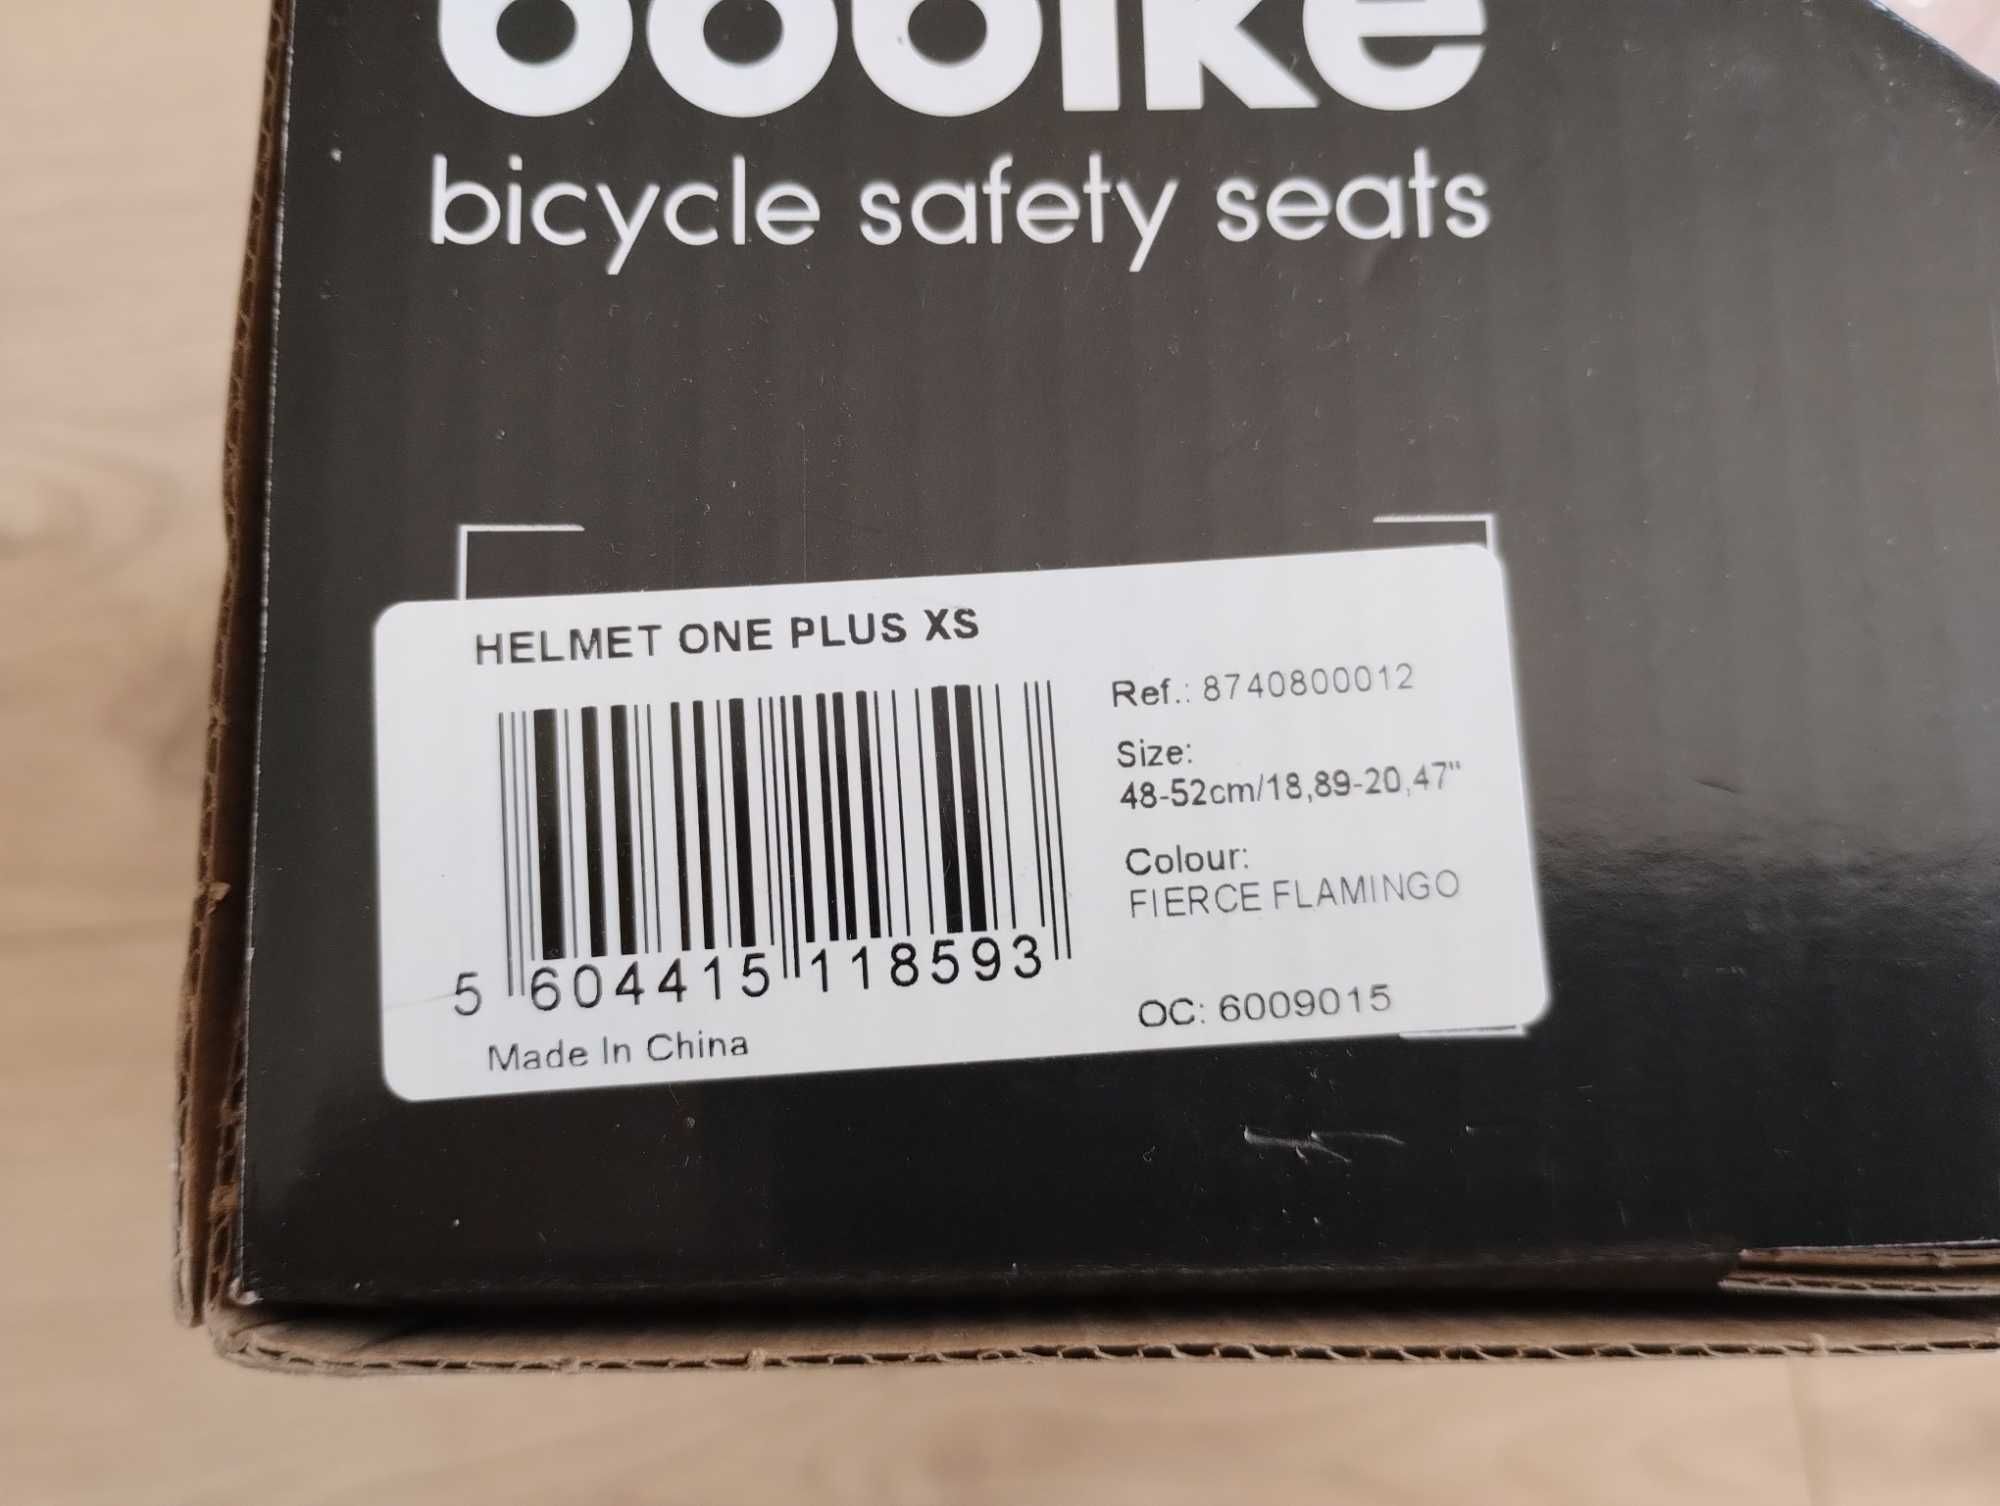 bobike
bicycle safety seats
HELMET ONE PLUS XS
Ref.: 8740800012
Size:
48-52cm/18,89-20,47"
Colour:
FIERCE FLAMINGO
5 604415 118593
OC: 6009015
Made In China